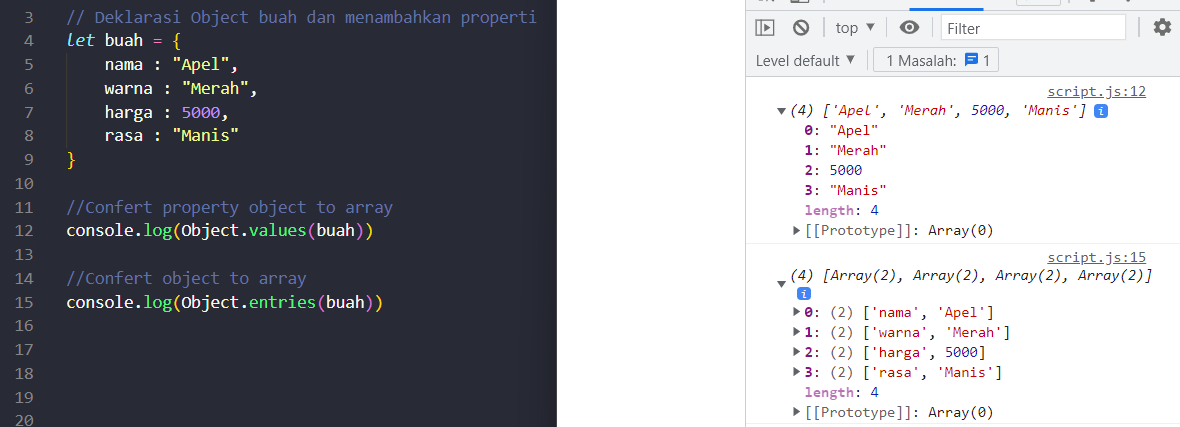 3 // Deklarasi Object buah dan menambahkan properti
4 let buah = {
5 nama : "Apel",
6 warna : "Merah",
7 harga : 5000,
8 rasa : "Manis"
9 }
10
11 //Confert property object to array
12 console.log(Object.values(buah))
13
14 //Confert object to array
15 console.log(Object.entries(buah))
16
17
18
19
20
top
Filter
Level default
1 Masalah: 1
script.js:12
(4) ['Apel', 'Merah', 5000, 'Manis']
0: "Apel"
1: "Merah"
2: 5000
3: "Manis"
length: 4
[[Prototype]]: Array(0)
script.js:15
(4) [Array(2), Array(2), Array(2), Array(2)]
0: (2) ['nama', 'Apel']
1: (2) ['warna', 'Merah']
2: (2) ['harga', 5000]
3: (2) ['rasa', 'Manis']
length: 4
[[Prototype]]: Array(0)